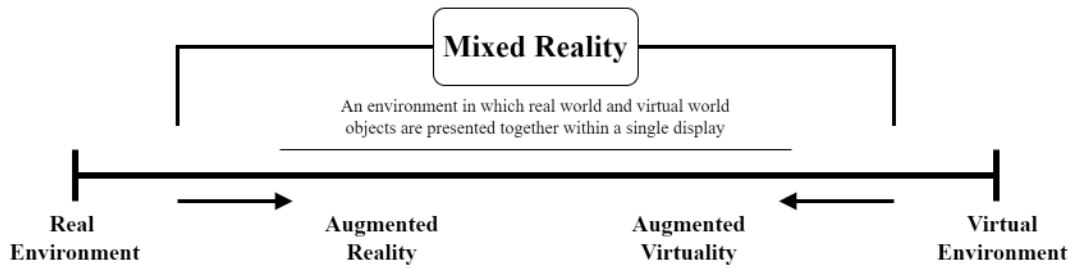 Mixed Reality
An environment in which real world and virtual world
objects are presented together within a single display
Real
Environment
Augmented
Reality
Augmented
Virtuality
Virtual
Environment